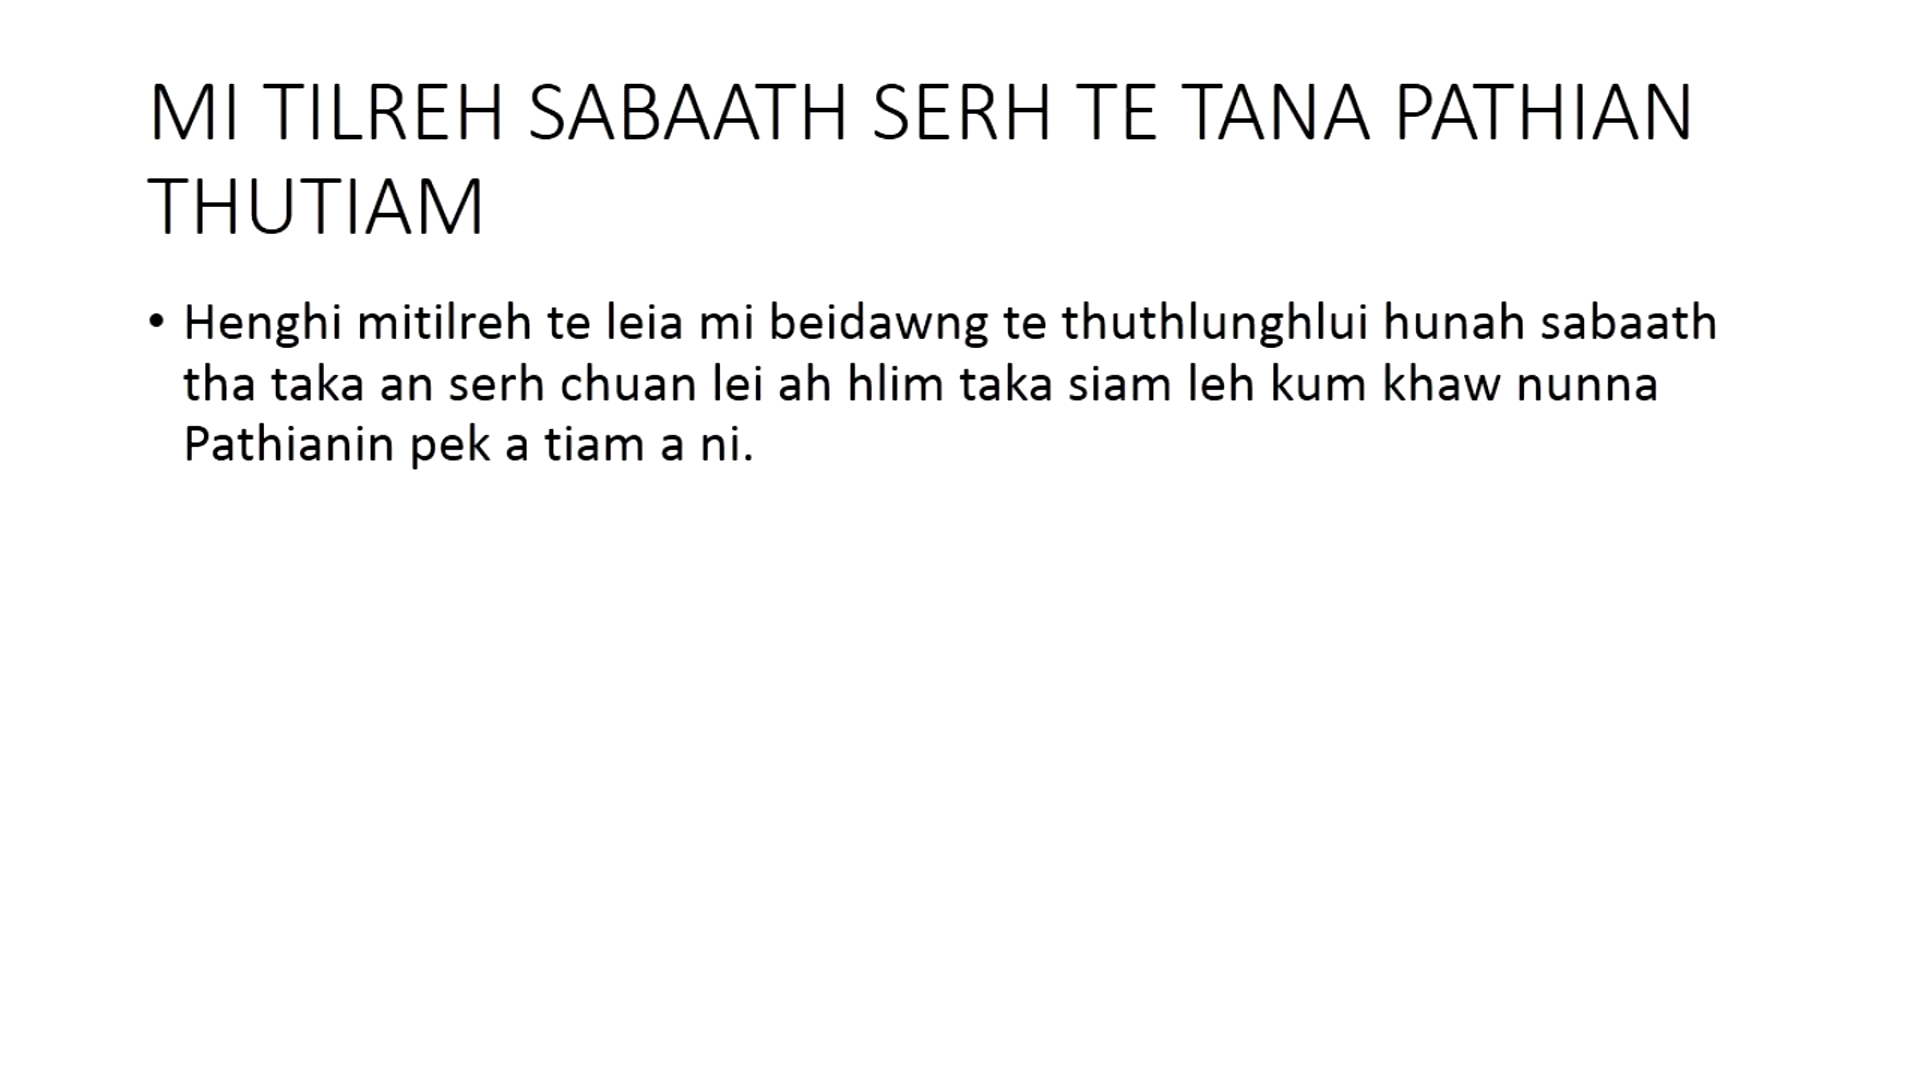 MI TILREH SABAATH SERH TE TANA PATHIAN
THUTIAM
• Henghi mitilreh te leia mi beidawng te thuthlunghlui hunah sabaath
tha taka an serh chuan lei ah hlim taka siam leh kum khaw nunna
Pathianin pek a tiam a ni.